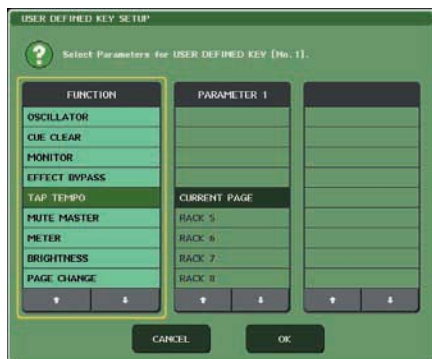 USER DEFINED KEY SETUP
?
Select Parameters for USER DEFINED KEY [No. 1].
FUNCTION
PARAMETER 1
OSCILLATOR
CUE CLEAR
MONITOR
EFFECT BYPASS
TAP TEMPO
CURRENT PAGE
MUTE MASTER
RACK 5
METER
RACK 6
BRIGHTNESS
RACK 7
PAGE CHANGE
RACK 8
CANCEL
OK